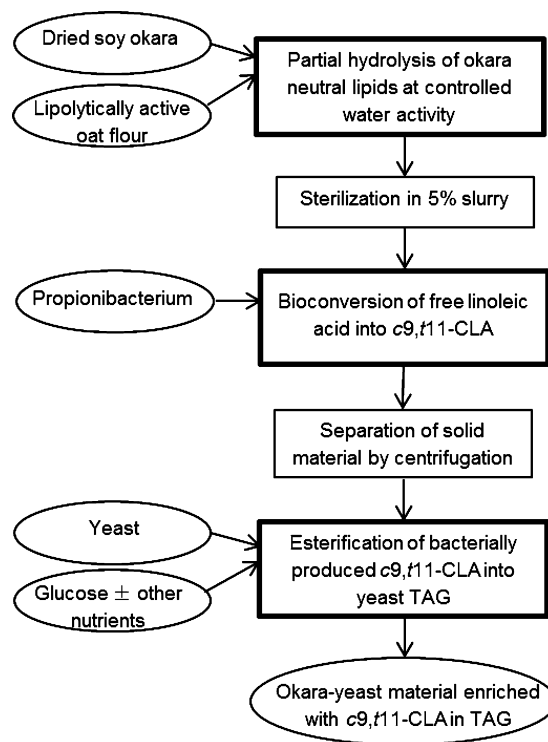 Dried soy okara
Lipolytically active
oat flour
Partial hydrolysis of okara
neutral lipids at controlled
water activity
Sterilization in 5% slurry
Propionibacterium
Bioconversion of free linoleic
acid into c9,t11-CLA
Separation of solid
material by centrifugation
Yeast
Glucose ± other
nutrients
Esterification of bacterially
produced c9,t11-CLA into
yeast TAG
Okara-yeast material enriched
with c9,t11-CLA in TAG